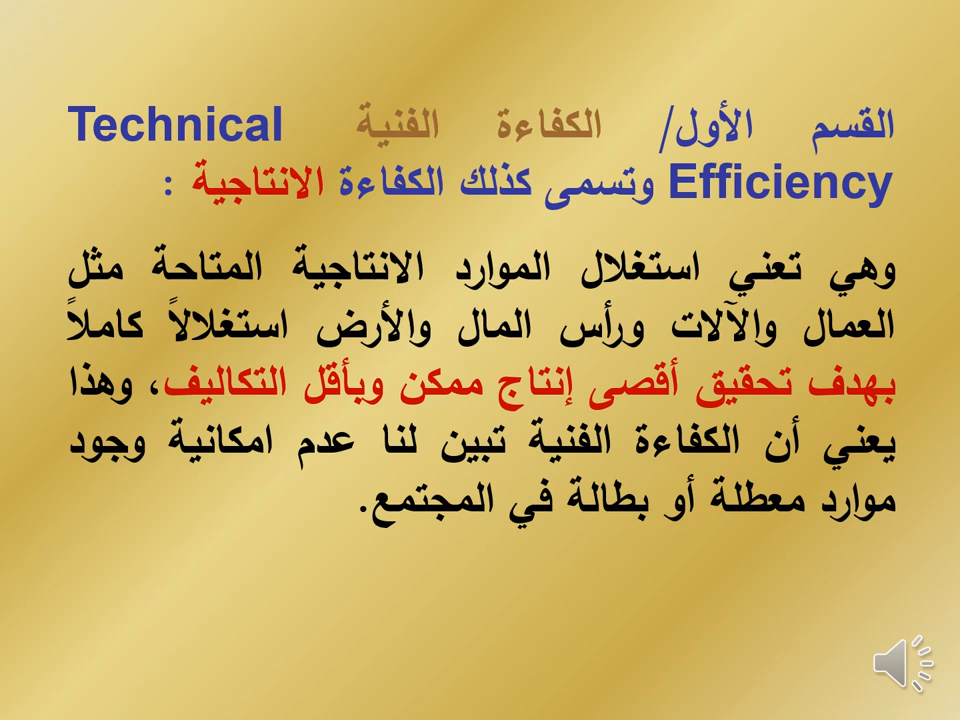 القسم الأول/ الكفاءة الفنية Technical
Efficiency وتسمى كذلك الكفاءة الانتاجية :
وهي تعني استغلال الموارد الانتاجية المتاحة مثل
العمال والآلات ورأس المال والأرض استغلالاً كاملاً
بهدف تحقيق أقصى إنتاج ممكن وبأقل التكاليف، وهذا
يعني أن الكفاءة الفنية تبين لنا عدم امكانية وجود
موارد معطلة أو بطالة في المجتمع.